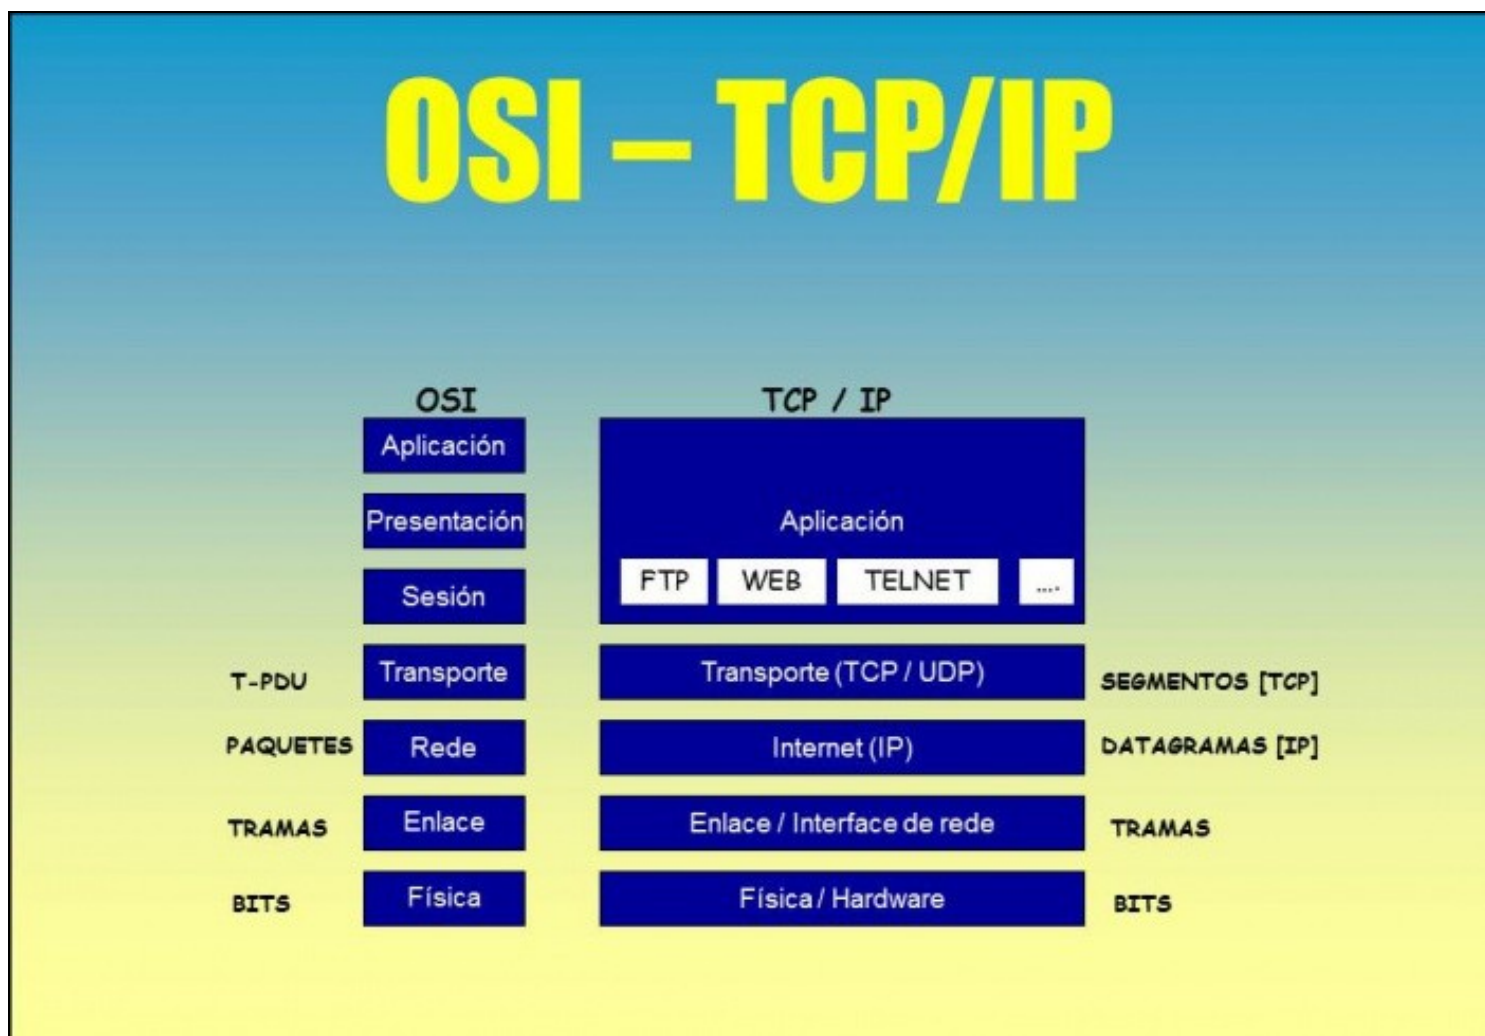 OSI – TCP/IP
OSI
TCP / IP
Aplicación
Presentación
Sesión
Aplicación
FTP
WEB
TELNET
....
T-PDU
Transporte
Transporte (TCP / UDP)
SEGMENTOS [TCP]
PAQUETES
Rede
Internet (IP)
DATAGRAMAS [IP]
TRAMAS
Enlace
Enlace / Interface de rede
TRAMAS
BITS
Física
Física / Hardware
BITS